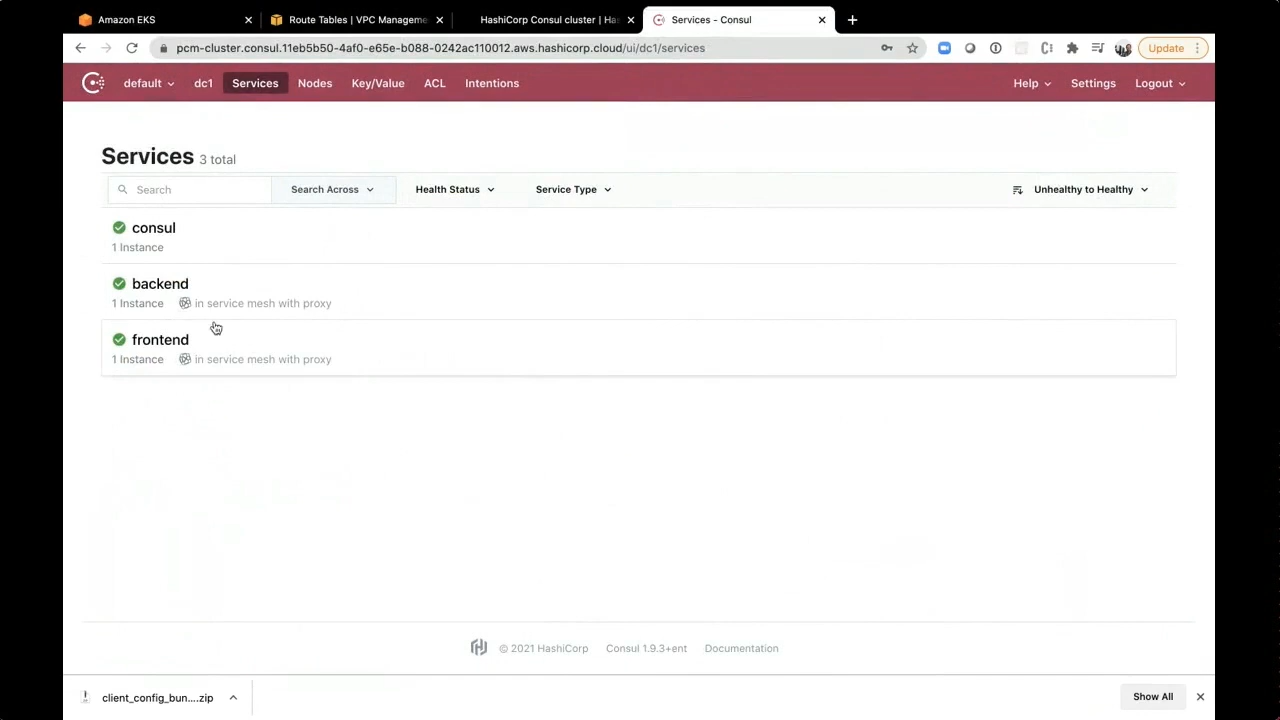 Amazon EKS
Route Tables | VPC Manageme
HashiCorp Consul cluster | Ha
Services - Consul
pcm-cluster.consul.11eb5b50-4af0-e65e-b088-0242ac110012.aws.hashicorp.cloud/ui/dc1/services
Update
default
dc1
Services
Nodes
Key/Value
ACL
Intentions
Help
Settings
Logout
Services 3 total
Search
Search Across
Health Status
Service Type
Unhealthy to Healthy
consul
1 Instance
backend
1 Instance in service mesh with proxy
frontend
1 Instance in service mesh with proxy
© 2021 HashiCorp
Consul 1.9.3+ent
Documentation
client_config_bun....zip
Show All